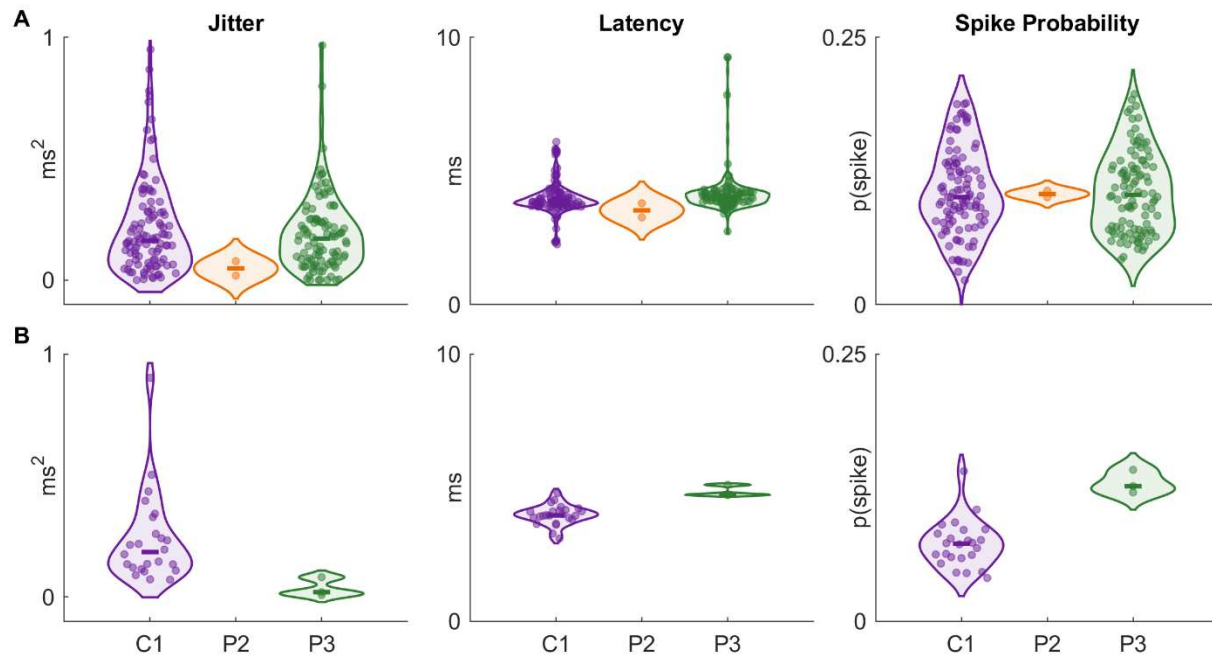 A
Jitter
Latency
Spike Probability
1
ms2
0
10
ms
0
0.25
p(spike)
0
B
1
ms2
0
C1 P2 P3
10
ms
0
C1 P2 P3
0.25
p(spike)
0
C1 P2 P3